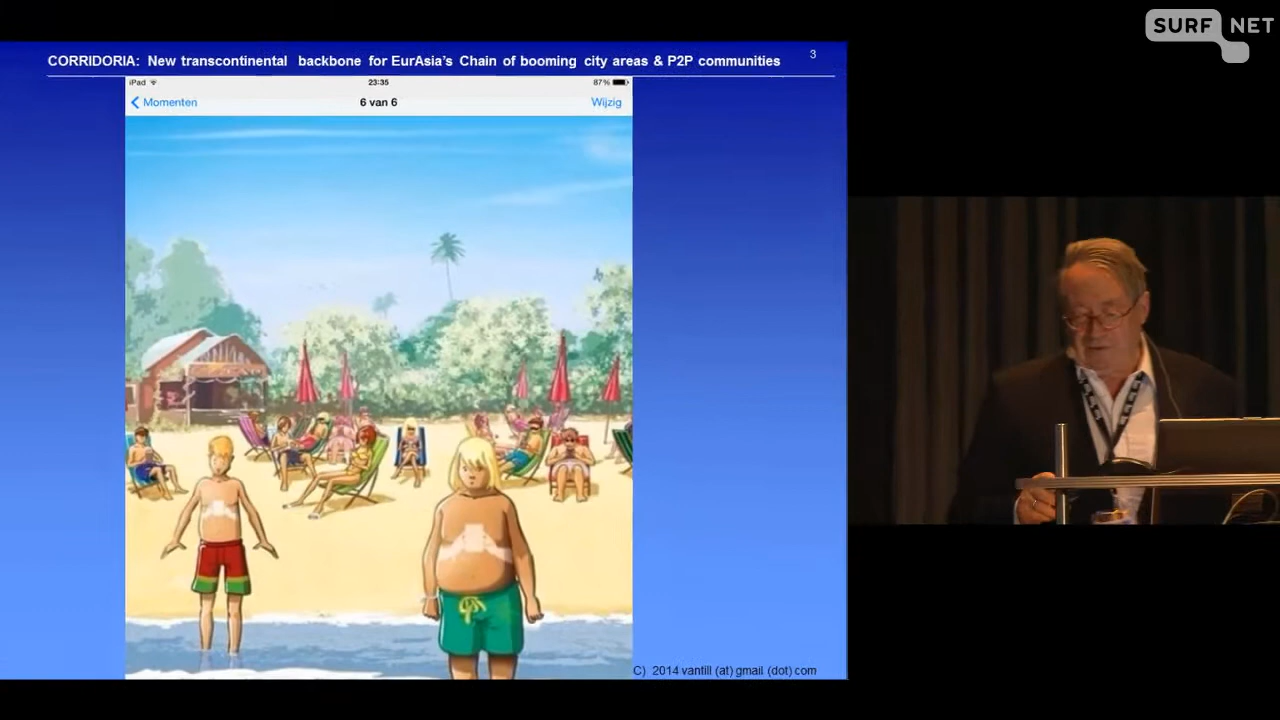 SURF NET
CORRIDORIA: New transcontinental backbone for EurAsia's Chain of booming city areas & P2P communities
3
iPad 23:35 87%
Momenten 6 van 6 Wijzig
C) 2014 vantill (at) gmail (dot) com